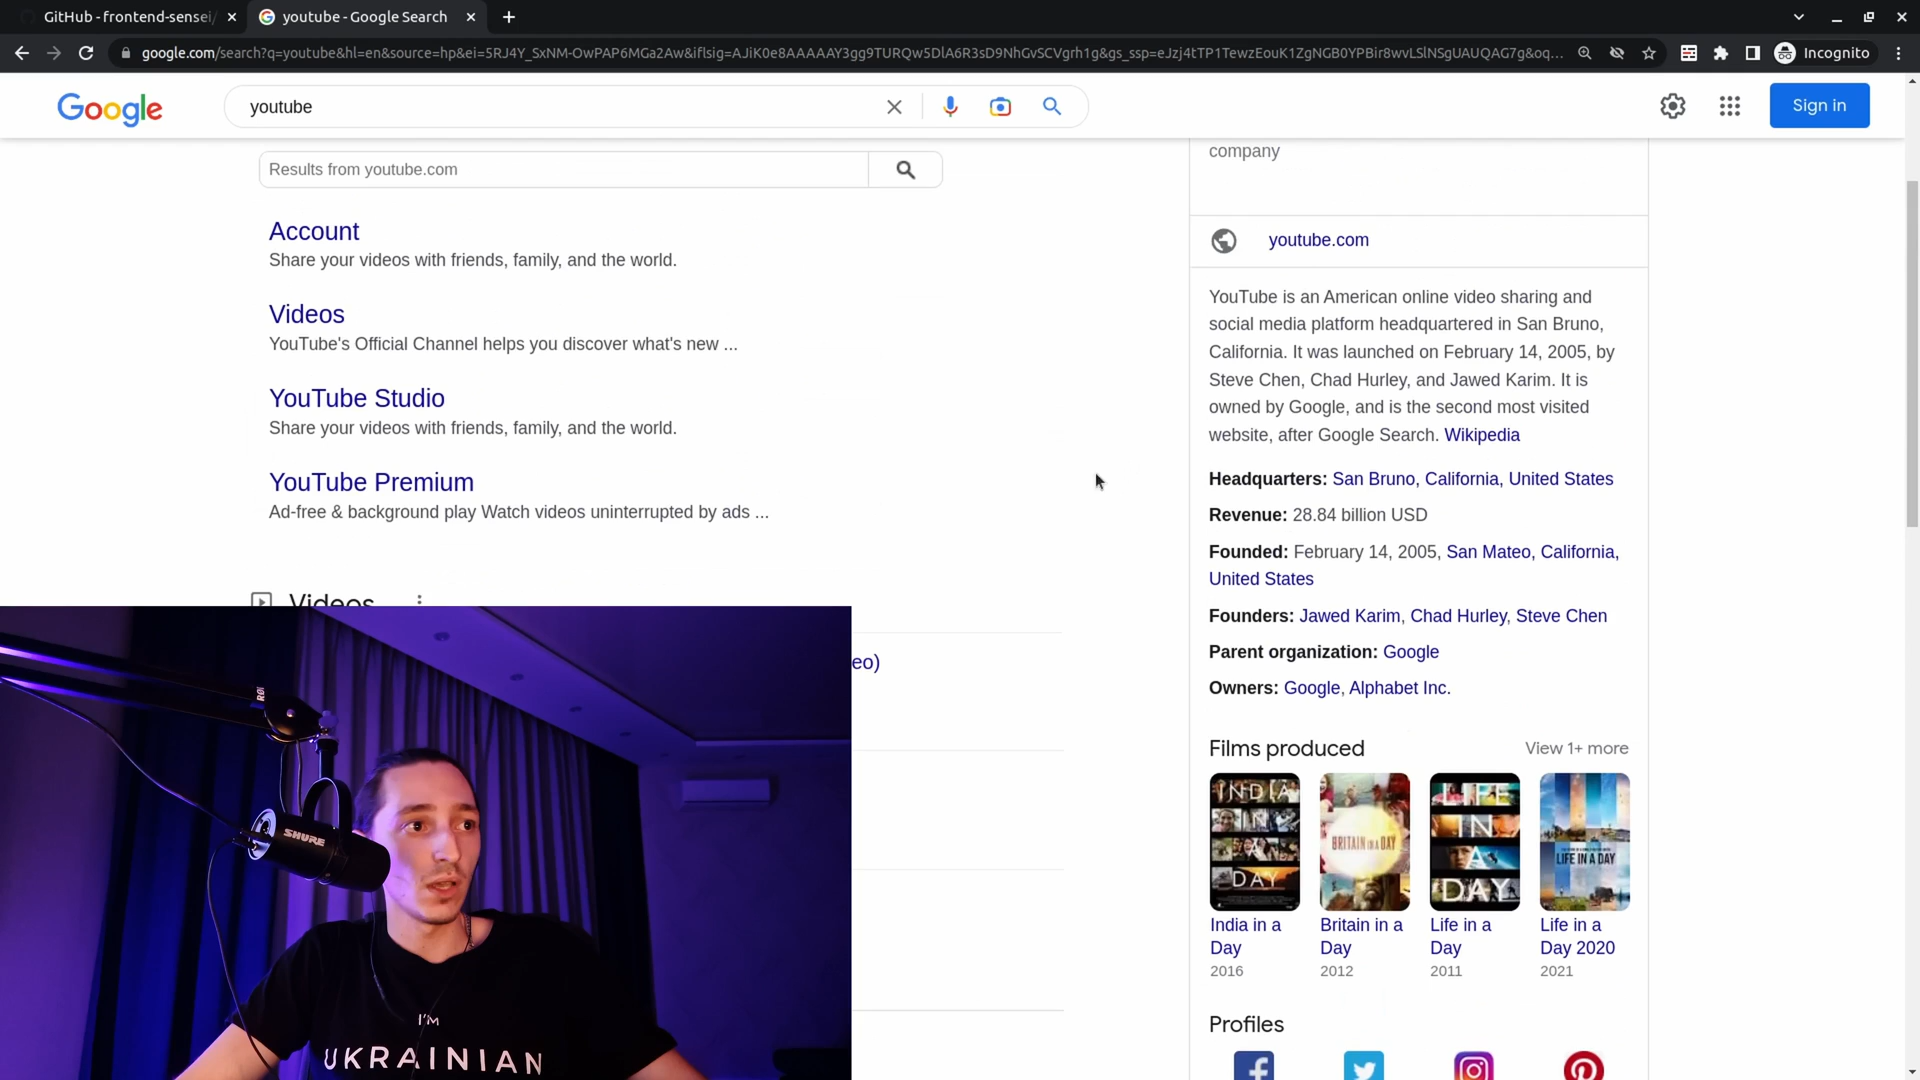 GitHub - frontend-sensei/
youtube - Google Search
google.com/search?q=youtube&hl=en&source=hp&ei=5RJ4Y_SxNM-OwPAP6MGa2Aw&iflsig=AJiK0e8AAAAAY3gg9TURQw5DlA6R3sD9NhGvSCVgrh1g&gs_ssp=eJzj4tTP1TewzEouK1ZgNGB0YPBir8wvLSlNSgUAUQAG7g&oq...
Incognito
Google
youtube
Sign in
Results from youtube.com
Account
Share your videos with friends, family, and the world.
Videos
YouTube's Official Channel helps you discover what's new ...
YouTube Studio
Share your videos with friends, family, and the world.
YouTube Premium
Ad-free & background play Watch videos uninterrupted by ads ...
Videos
eo)
company
youtube.com
YouTube is an American online video sharing and
social media platform headquartered in San Bruno,
California. It was launched on February 14, 2005, by
Steve Chen, Chad Hurley, and Jawed Karim. It is
owned by Google, and is the second most visited
website, after Google Search. Wikipedia
Headquarters: San Bruno, California, United States
Revenue: 28.84 billion USD
Founded: February 14, 2005, San Mateo, California,
United States
Founders: Jawed Karim, Chad Hurley, Steve Chen
Parent organization: Google
Owners: Google, Alphabet Inc.
Films produced
View 1+ more
INDIA
IN
A
DAY
BRITAIN IN A DAY
LIFE
IN
A
DAY
LIFE IN A DAY
India in a
Day
2016
Britain in a
Day
2012
Life in a
Day
2011
Life in a
Day 2020
2021
Profiles
RØ
SHURE
I'M
UKRAINIAN